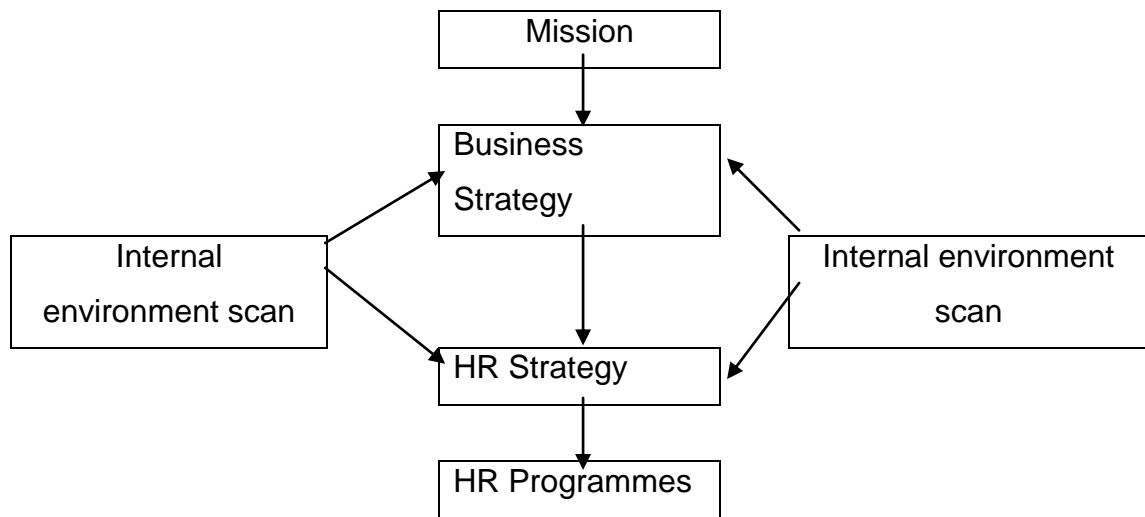 Mission
Business
Strategy
Internal
environment scan
Internal environment
scan
HR Strategy
HR Programmes